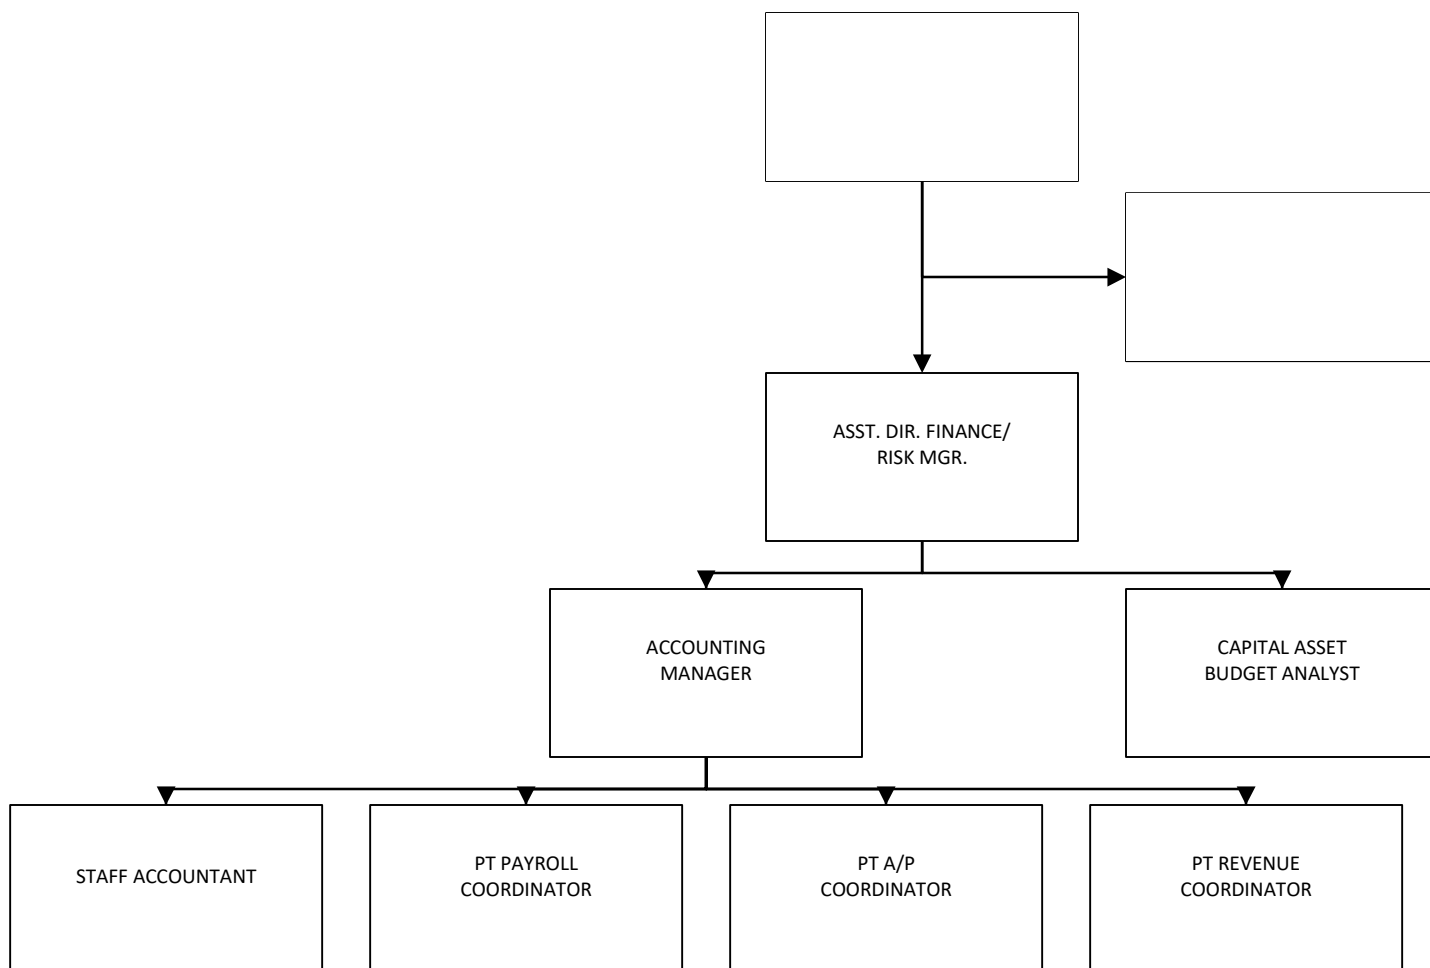 ASST. DIR. FINANCE/
RISK MGR.
ACCOUNTING
MANAGER
CAPITAL ASSET
BUDGET ANALYST
STAFF ACCOUNTANT
PT PAYROLL
COORDINATOR
PT A/P
COORDINATOR
PT REVENUE
COORDINATOR